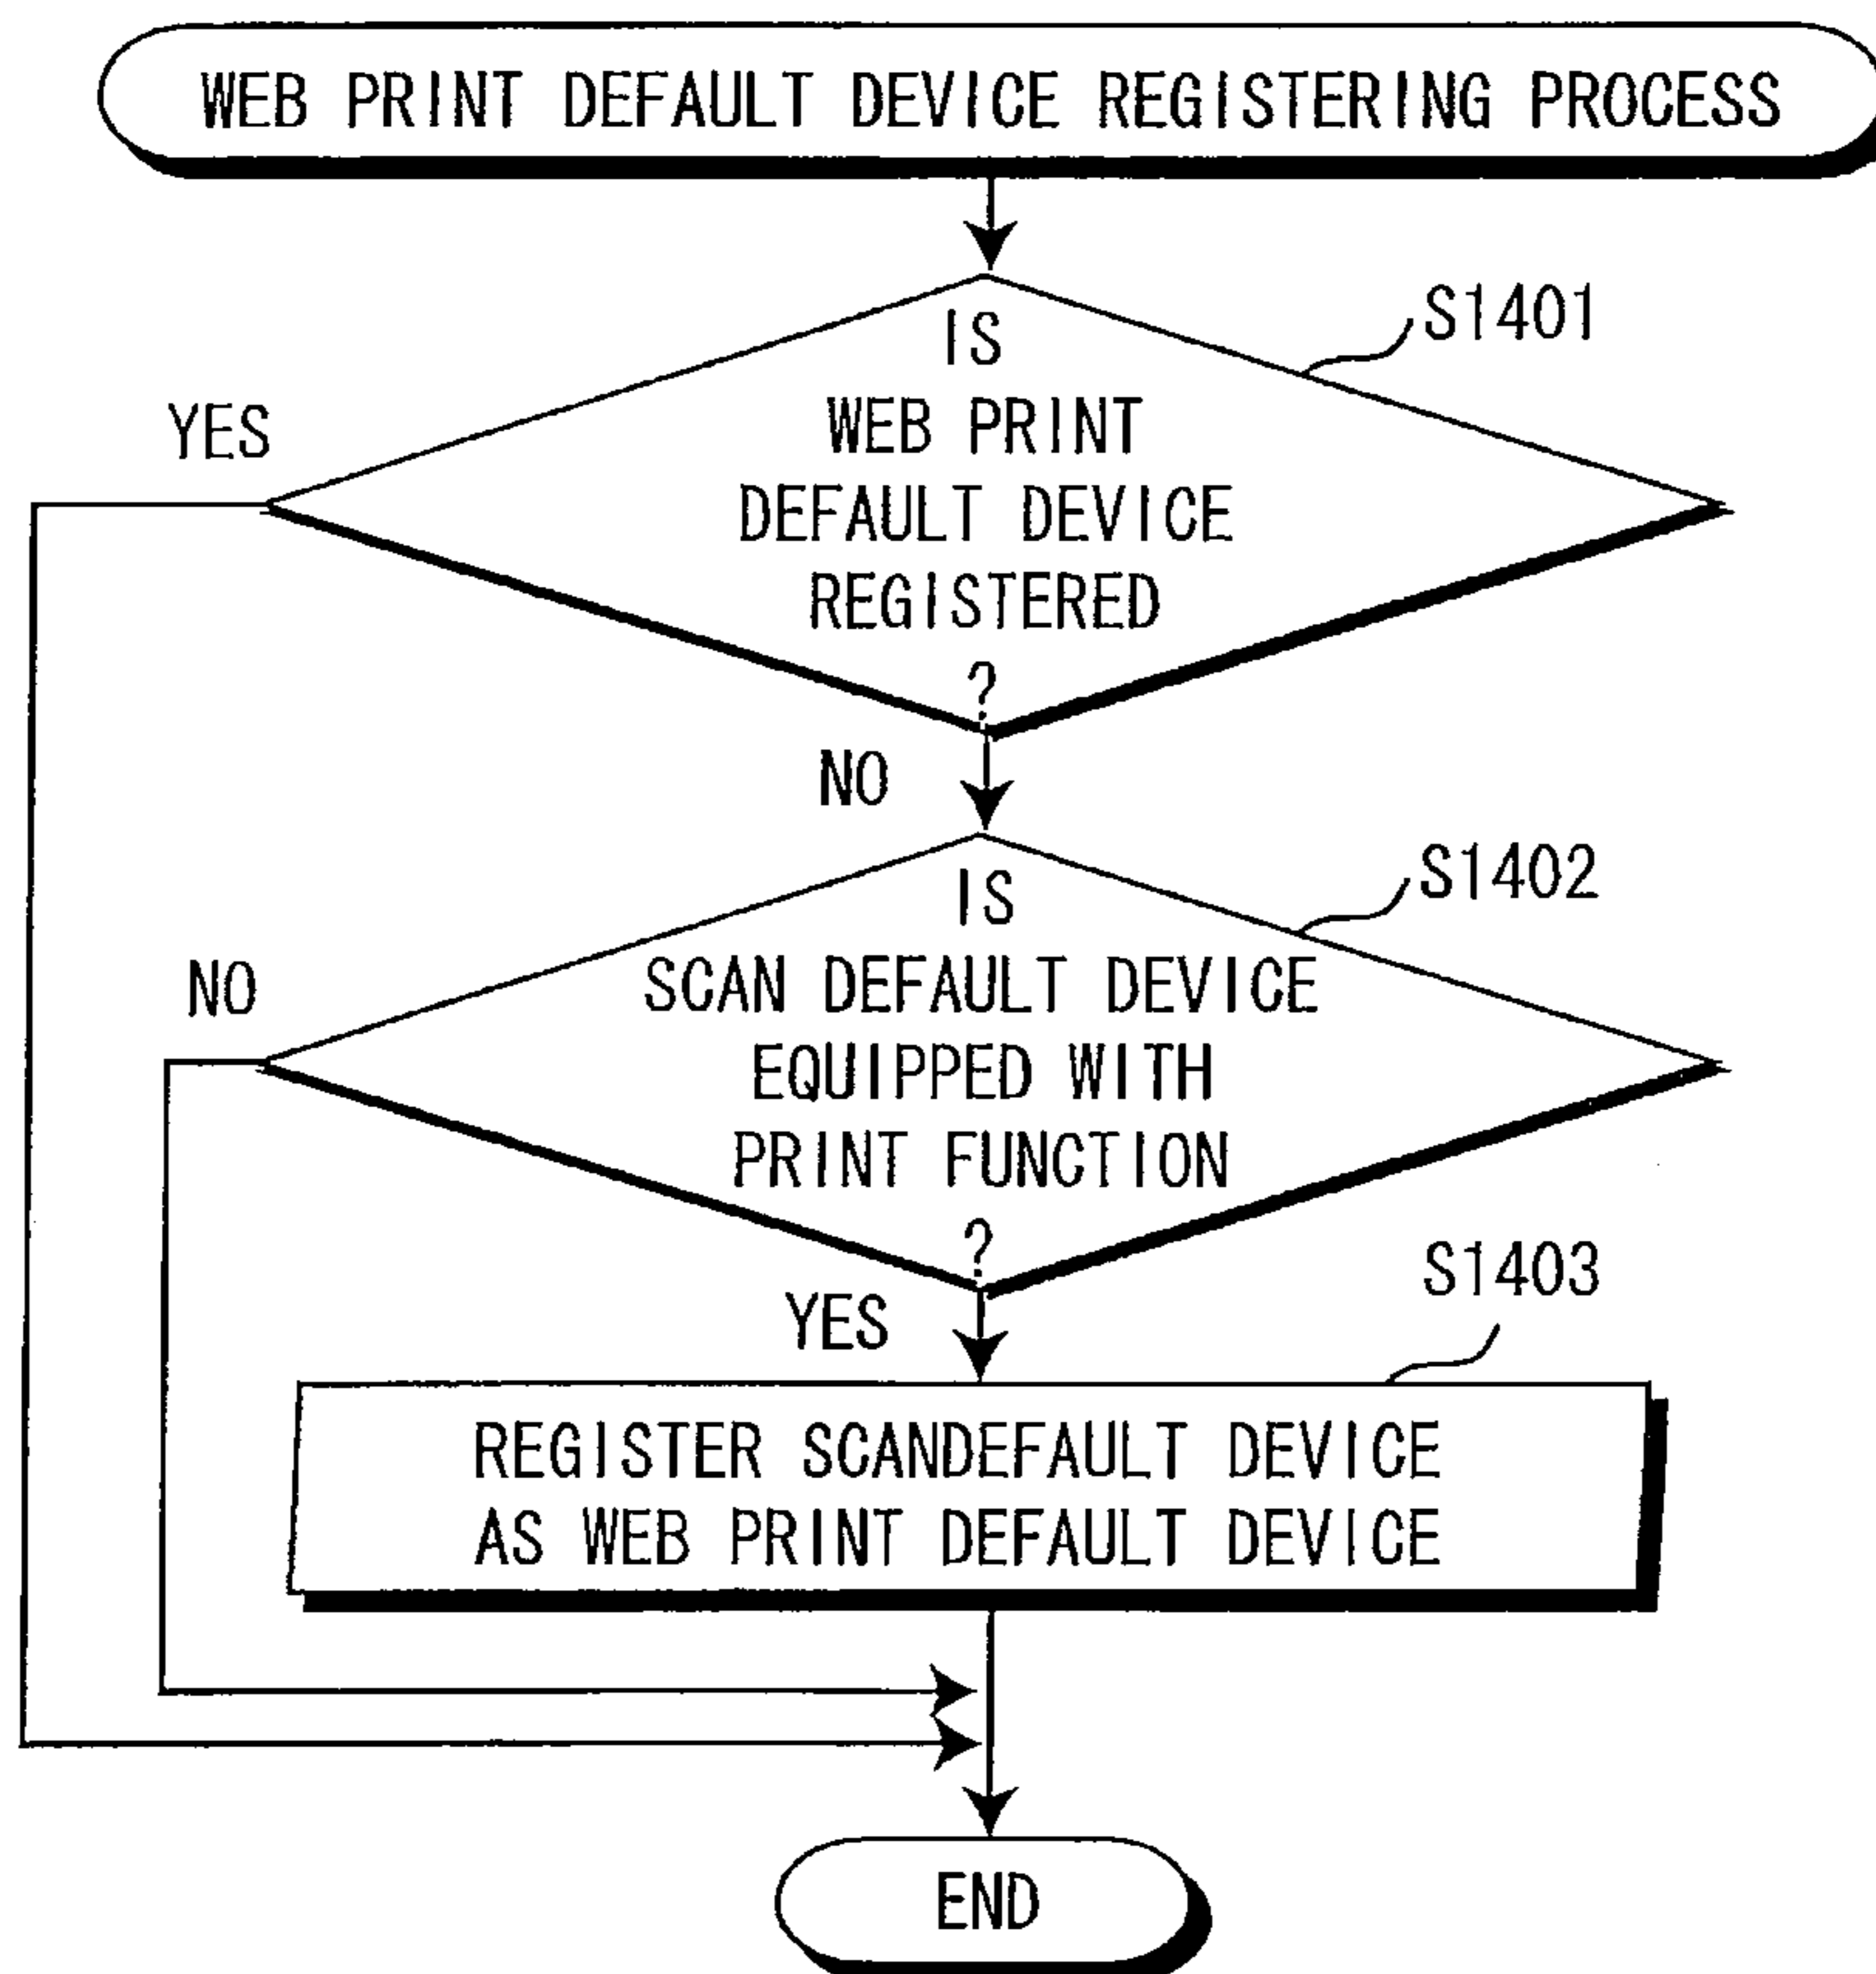 WEB PRINT DEFAULT DEVICE REGISTERING PROCESS
S1401
IS
WEB PRINT
DEFAULT DEVICE
REGISTERED
?
YES
NO
S1402
IS
SCAN DEFAULT DEVICE
EQUIPPED WITH
PRINT FUNCTION
?
NO
YES
S1403
REGISTER SCANDEFAULT DEVICE
AS WEB PRINT DEFAULT DEVICE
END